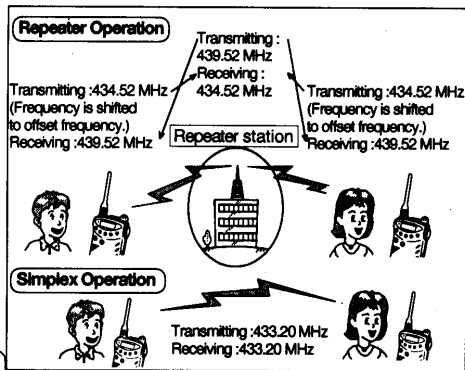 Repeater Operation
Transmitting :
439.52 MHz
Receiving :
434.52 MHz
Transmitting :434.52 MHz
(Frequency is shifted
to offset frequency.)
Receiving :439.52 MHz
Transmitting :434.52 MHz
(Frequency is shifted
to offset frequency.)
Receiving :439.52 MHz
Repeater station
Simplex Operation
Transmitting :433.20 MHz
Receiving :433.20 MHz